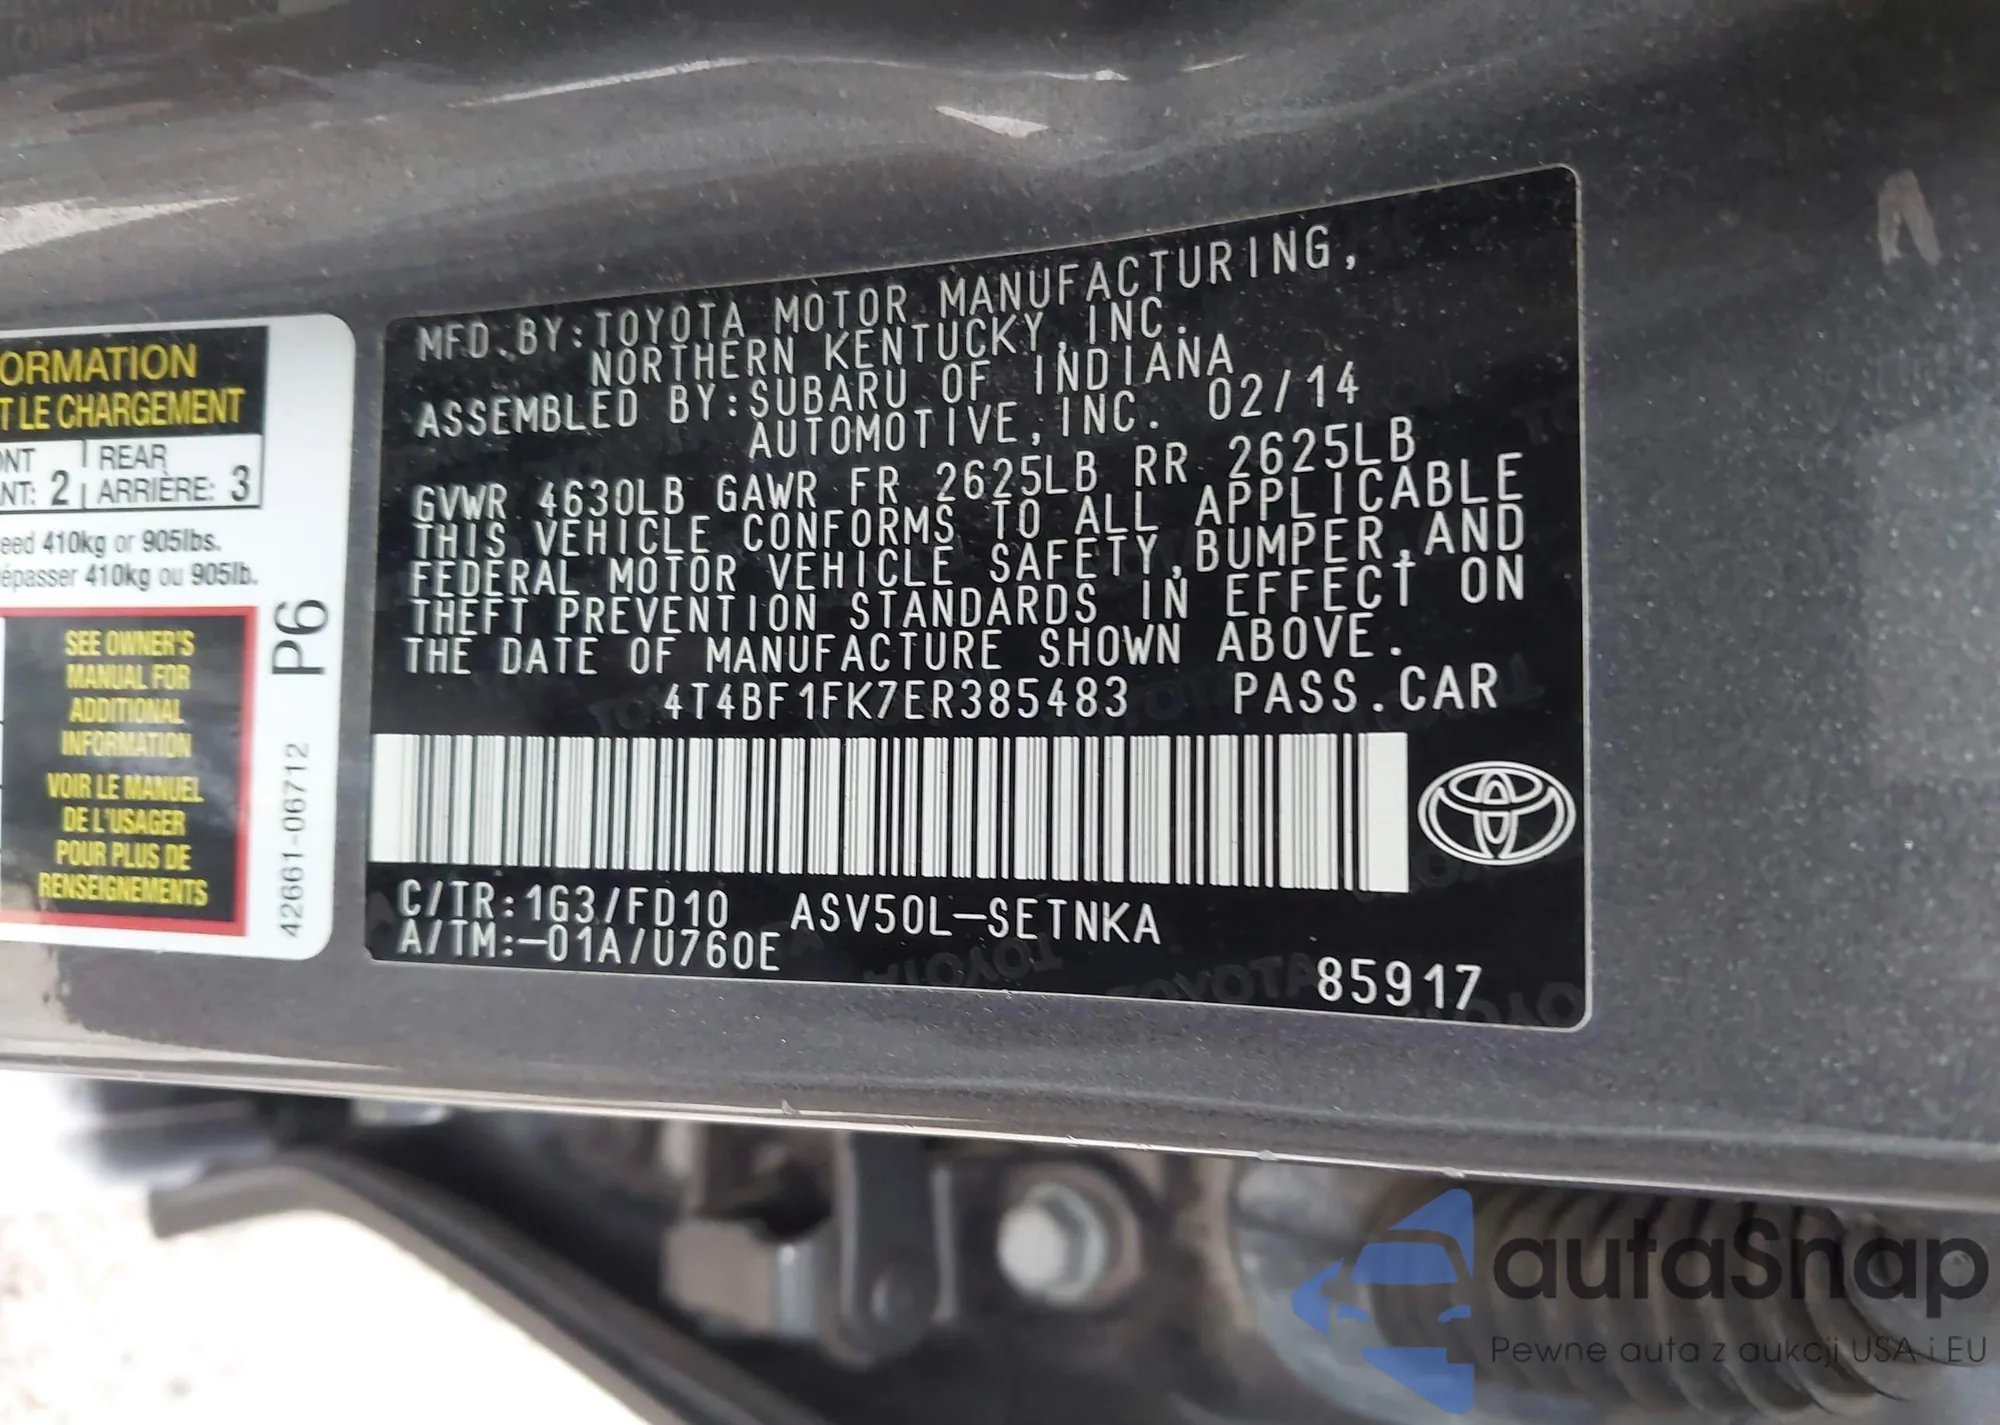 MFD.BY:TOYOTA MOTOR MANUFACTURING,
NORTHERN KENTUCKY,INC.
ASSEMBLED BY:SUBARU OF INDIANA
AUTOMOTIVE,INC. 02/14
GVWR 4630LB GAWR FR 2625LB RR 2625LB
THIS VEHICLE CONFORMS TO ALL APPLICABLE
FEDERAL MOTOR VEHICLE SAFETY,BUMPER,AND
THEFT PREVENTION STANDARDS IN EFFECT ON
THE DATE OF MANUFACTURE SHOWN ABOVE.
4T4BF1FK7ER385483 PASS.CAR
C/TR:1G3/FD10 ASV50L-SETNKA
A/TM:-01A/U760E
85917
ORMATION
T LE CHARGEMENT
ONT REAR
NT: 2 ARRIÈRE: 3
eed 410kg or 905lbs.
épasser 410kg ou 905lb.
SEE OWNER'S
MANUAL FOR
ADDITIONAL
INFORMATION
VOIR LE MANUEL
DE L'USAGER
POUR PLUS DE
RENSEIGNEMENTS
P6
42661-06712
autaSnap
Pewne auta z aukcji USA i EU